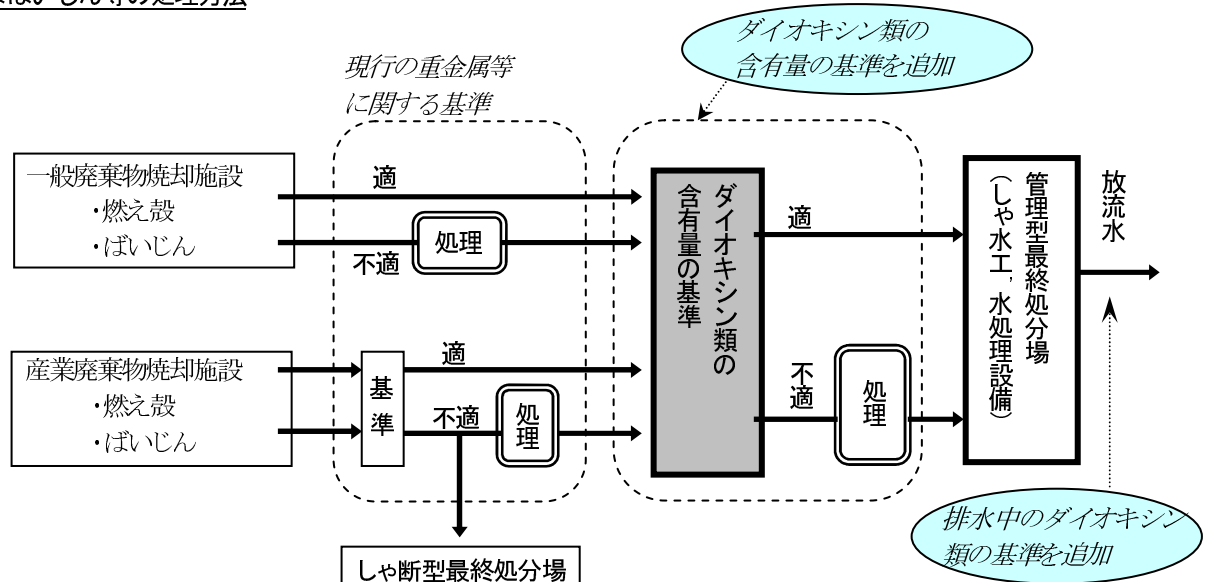 ばいじん等の処理方法
ダイオキシン類の
含有量の基準を追加
現行の重金属等
に関する基準
一般廃棄物焼却施設
・燃え殻
・ばいじん
適
処理
不適
産業廃棄物焼却施設
・燃え殻
・ばいじん
基準
適
不適
処理
しゃ断型最終処分場
ダイオキシン類の
含有量の基準
適
不適
処理
管理型最終処分場
（しゃ水工，水処理設備）
放流水
排水中のダイオキシン
類の基準を追加